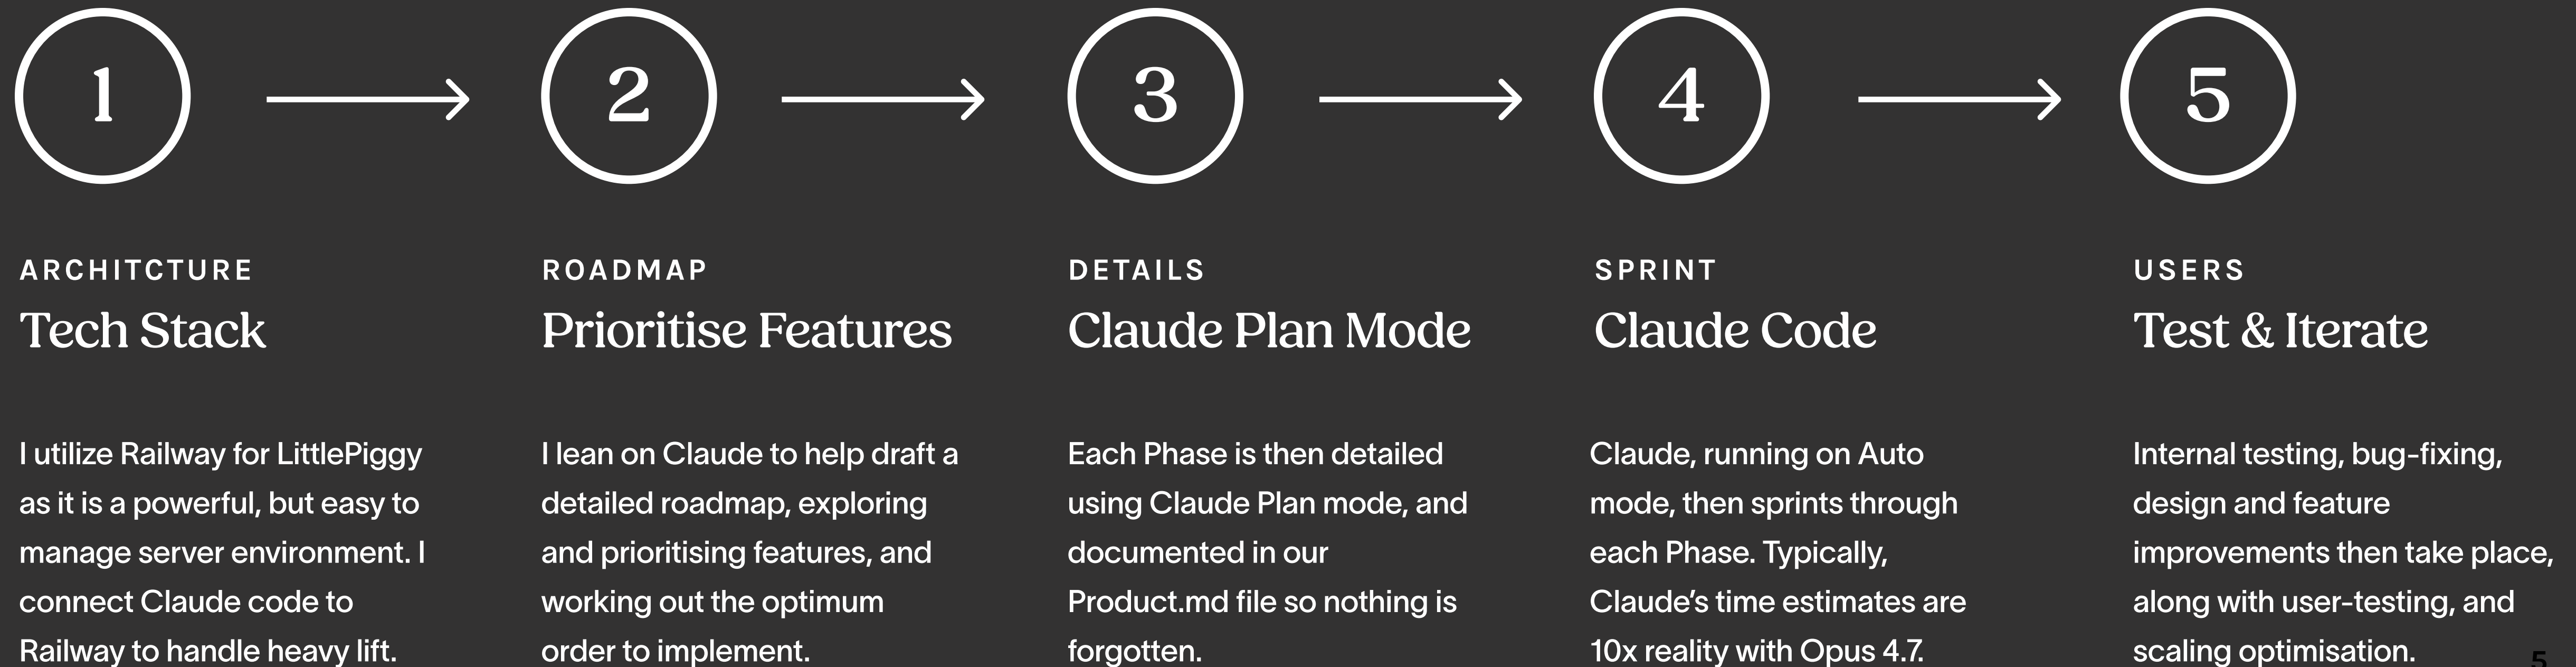 1
2
3
4
5
ARCHITCTURE
Tech Stack
I utilize Railway for LittlePiggy
as it is a powerful, but easy to
manage server environment. I
connect Claude code to
Railway to handle heavy lift.
ROADMAP
Prioritise Features
I lean on Claude to help draft a
detailed roadmap, exploring
and prioritising features, and
working out the optimum
order to implement.
DETAILS
Claude Plan Mode
Each Phase is then detailed
using Claude Plan mode, and
documented in our
Product.md file so nothing is
forgotten.
SPRINT
Claude Code
Claude, running on Auto
mode, then sprints through
each Phase. Typically,
Claude’s time estimates are
10x reality with Opus 4.7.
USERS
Test & Iterate
Internal testing, bug-fixing,
design and feature
improvements then take place,
along with user-testing, and
scaling optimisation.
5